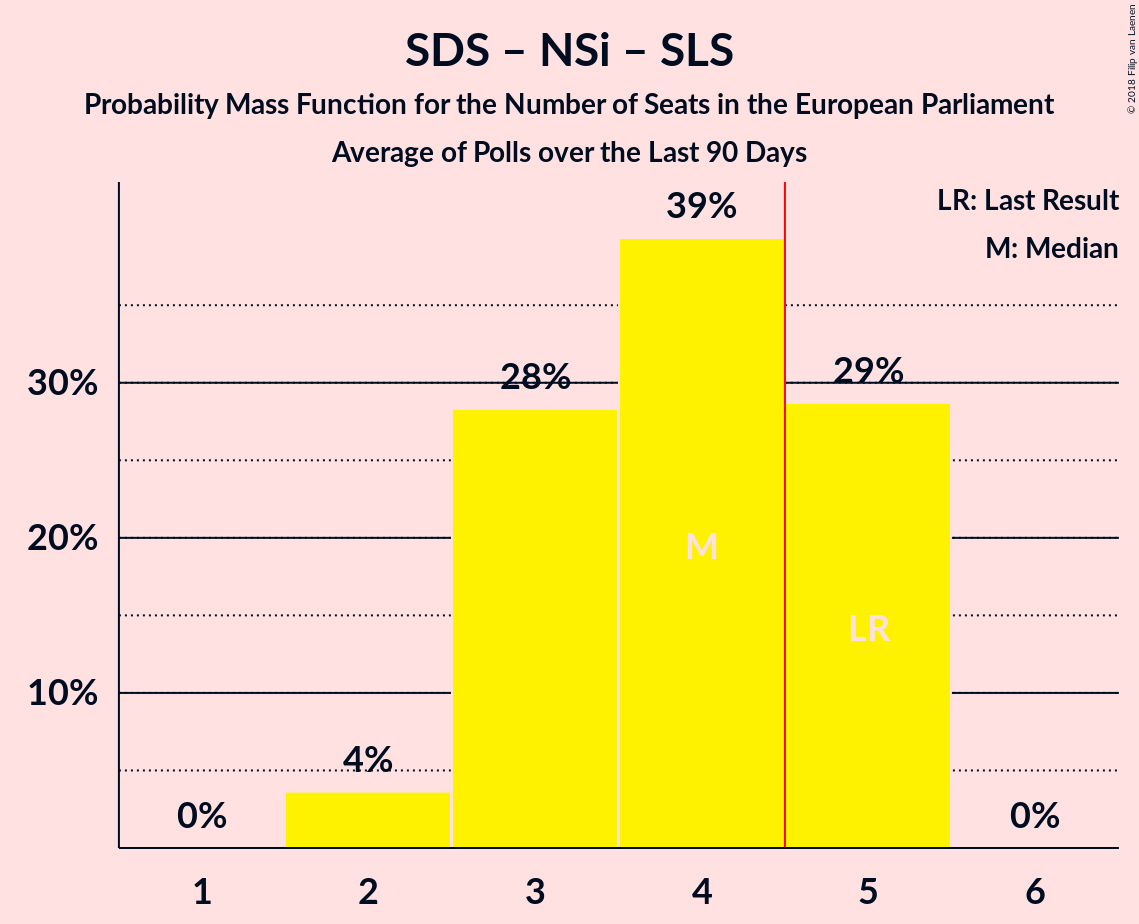 SDS – NSi – SLS
Probability Mass Function for the Number of Seats in the European Parliament
Average of Polls over the Last 90 Days
© 2018 Filip van Laenen
LR: Last Result
M: Median
39%
28%
29%
4%
0%
0%
M
LR
30%
20%
10%
1 2 3 4 5 6